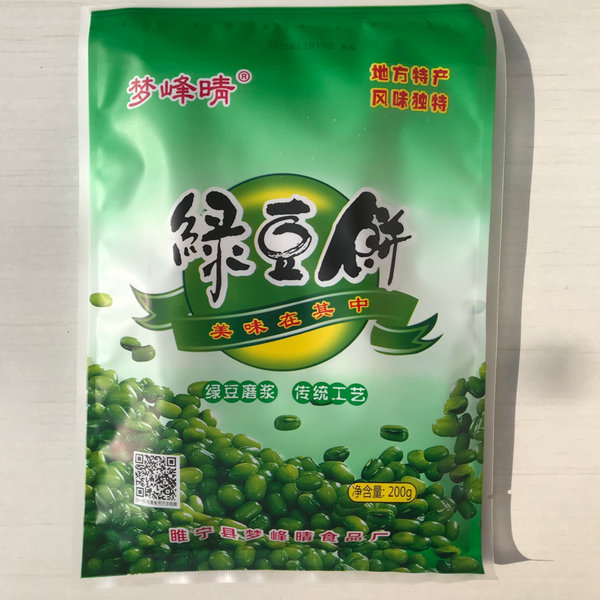 梦峰晴®
地方特产
风味独特
綠豆餅
美味在其中
绿豆磨浆 传统工艺
净含量: 200g
睢宁县梦峰晴食品厂